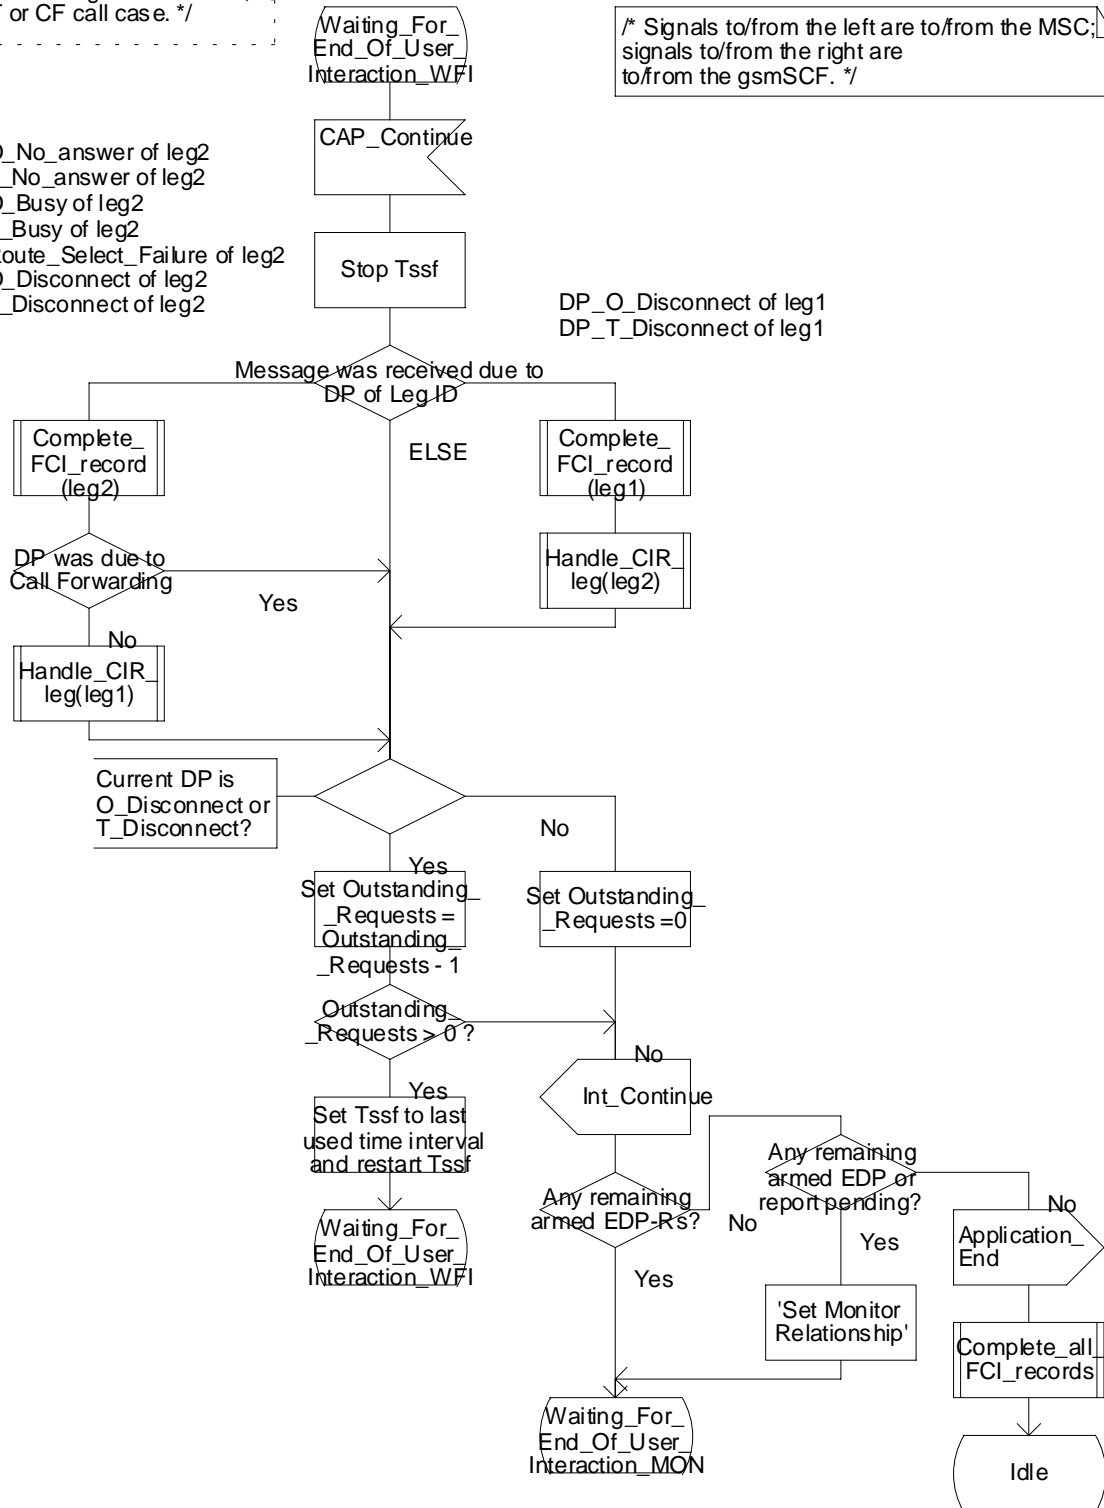 T or CF call case. */
Waiting_For_
End_Of_User_
Interaction_WFI
/* Signals to/from the left are to/from the MSC;
signals to/from the right are
to/from the gsmSCF. */
CAP_Continue
_No_answer of leg2
_No_answer of leg2
_Busy of leg2
_Busy of leg2
oute_Select_Failure of leg2
_Disconnect of leg2
_Disconnect of leg2
Stop Tssf
DP_O_Disconnect of leg1
DP_T_Disconnect of leg1
Message was received due to
DP of Leg ID
Complete_
FCI_record
(leg2)
ELSE
Complete_
FCI_record
(leg1)
DP was due to
Call Forwarding
Yes
Handle_CIR_
leg(leg2)
No
Handle_CIR_
leg(leg1)
Current DP is
O_Disconnect or
T_Disconnect?
No
Yes
Set Outstanding_
_Requests =
Outstanding_
_Requests - 1
Set Outstanding_
_Requests =0
Outstanding_
_Requests > 0 ?
No
Yes
Int_Continue
Set Tssf to last
used time interval
and restart Tssf
Any remaining
armed EDP or
report pending?
Any remaining
armed EDP-Rs?
No
No
Yes
Application_
End
Waiting_For_
End_Of_User_
Interaction_WFI
Yes
'Set Monitor
Relationship'
Complete_all_
FCI_records
Waiting_For_
End_Of_User_
Interaction_MON
Idle